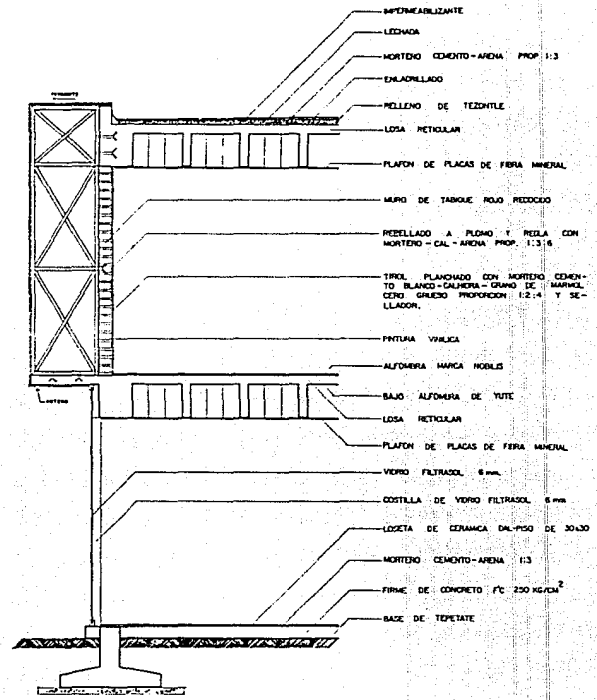 IMPERMEABILIZANTE
LECHADA
MORTERO CEMENTO-ARENA PROP 1:3
ENLADRILLADO
RELLENO DE TEZONTLE
LOSA RETICULAR
PLAFON DE PLACAS DE FIBRA MINERAL
MURO DE TABIQUE ROJO RECOCIDO
REPELLADO A PLOMO Y REGLA CON
MORTERO-CAL-ARENA PROP. 1:3:6
TIROL PLANCHADO CON MORTERO CEMEN-
TO BLANCO-CALHIDRA-GRANO DE MARMOL
CERO GRUESO PROPORCION 1:2:4 Y SE-
LLADOR.
PINTURA VINILICA
ALFOMBRA MARCA NOBILIS
BAJO ALFOMBRA DE YUTE
LOSA RETICULAR
PLAFON DE PLACAS DE FIBRA MINERAL
VIDRIO FILTRASOL 6 mm.
COSTILLA DE VIDRIO FILTRASOL 6 mm
LOSETA DE CERAMICA DAL-PISO DE 30x30
MORTERO CEMENTO-ARENA 1:3
FIRME DE CONCRETO F'C 250 KG/CM²
BASE DE TEPETATE